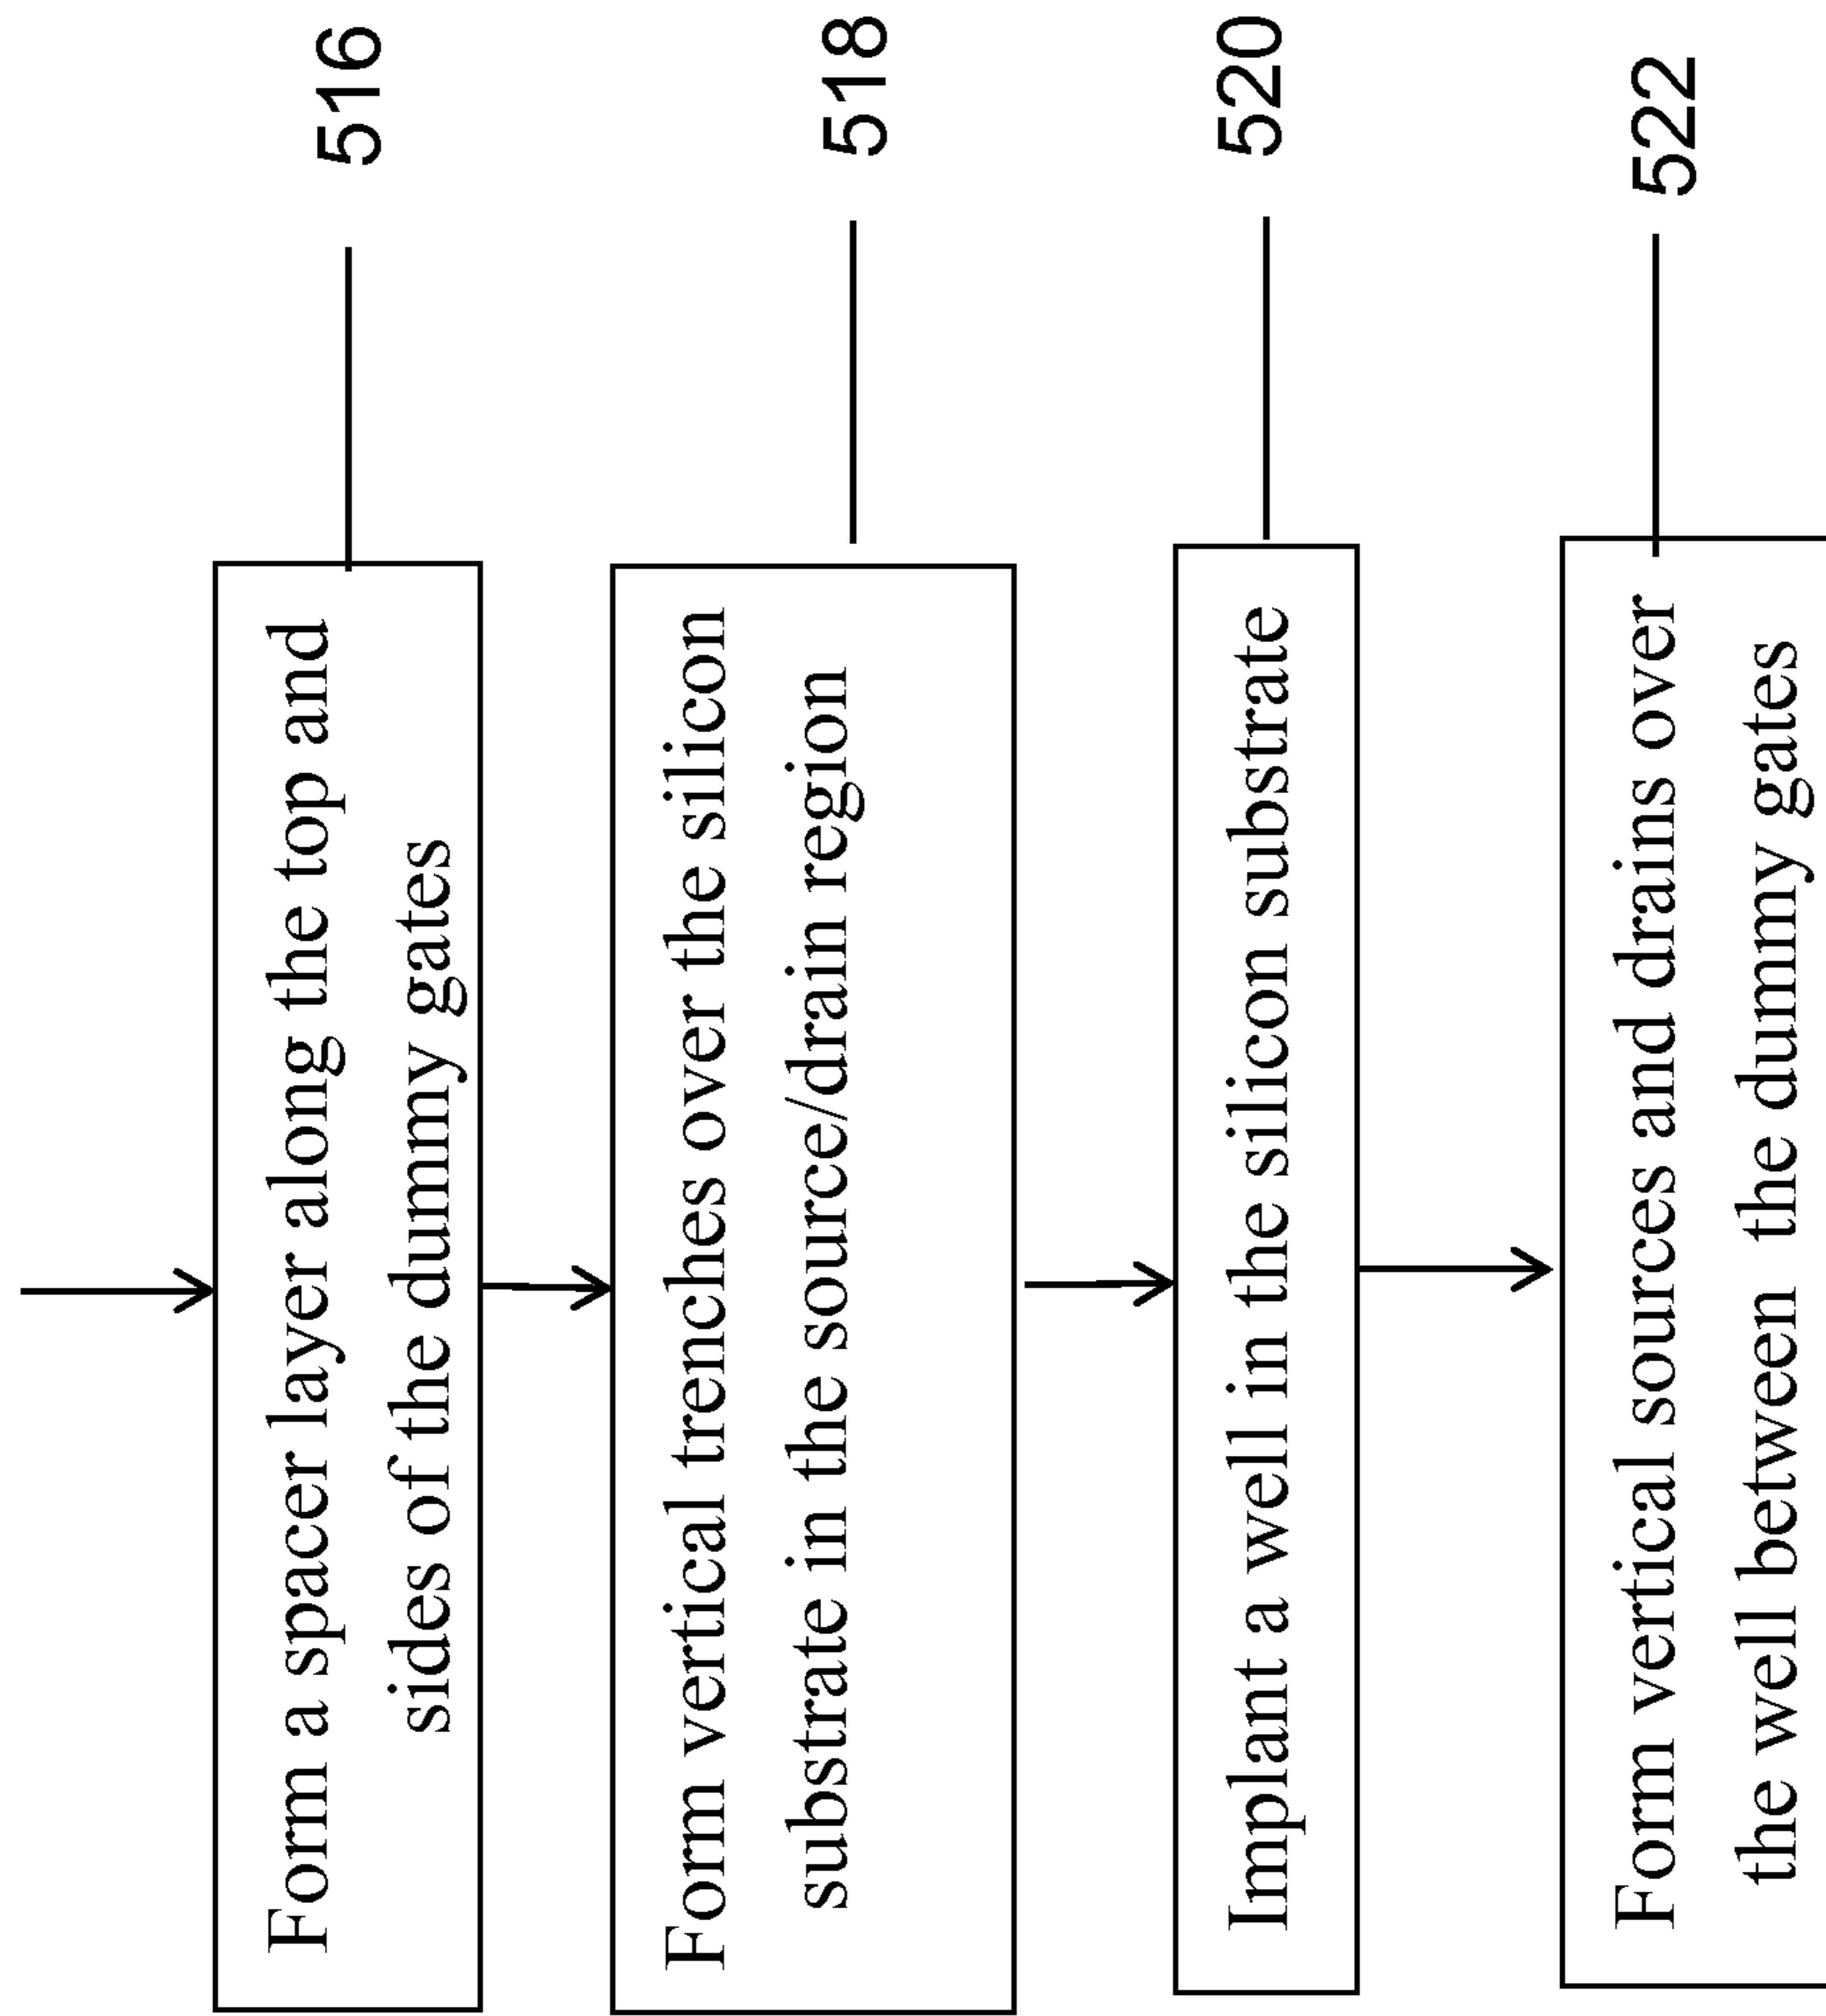 Form a spacer layer along the top and
sides of the dummy gates
516
Form vertical trenches over the silicon
substrate in the source/drain region
518
Implant a well in the silicon substrate
520
Form vertical sources and drains over
the well between the dummy gates
522